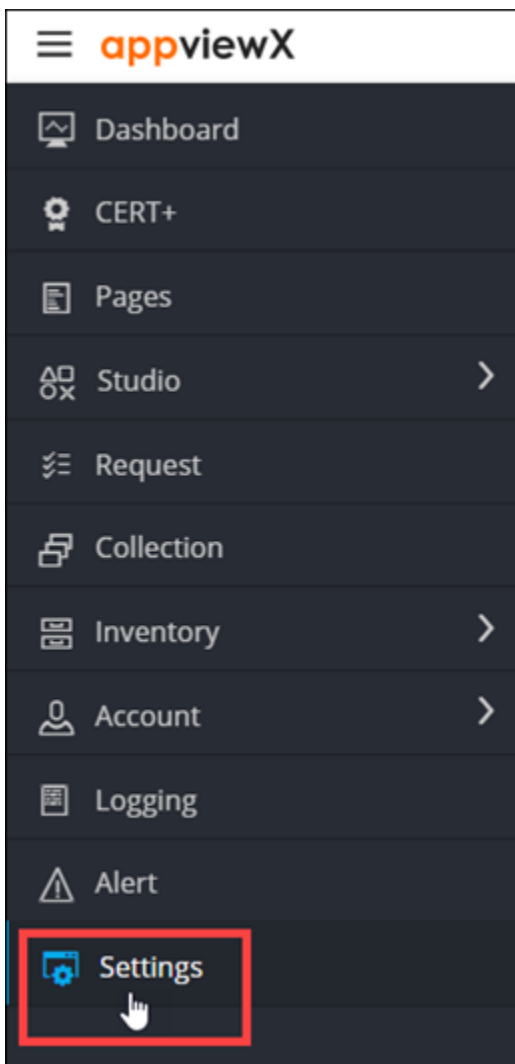 appviewX
Dashboard
CERT+
Pages
Studio
Request
Collection
Inventory
Account
Logging
Alert
Settings